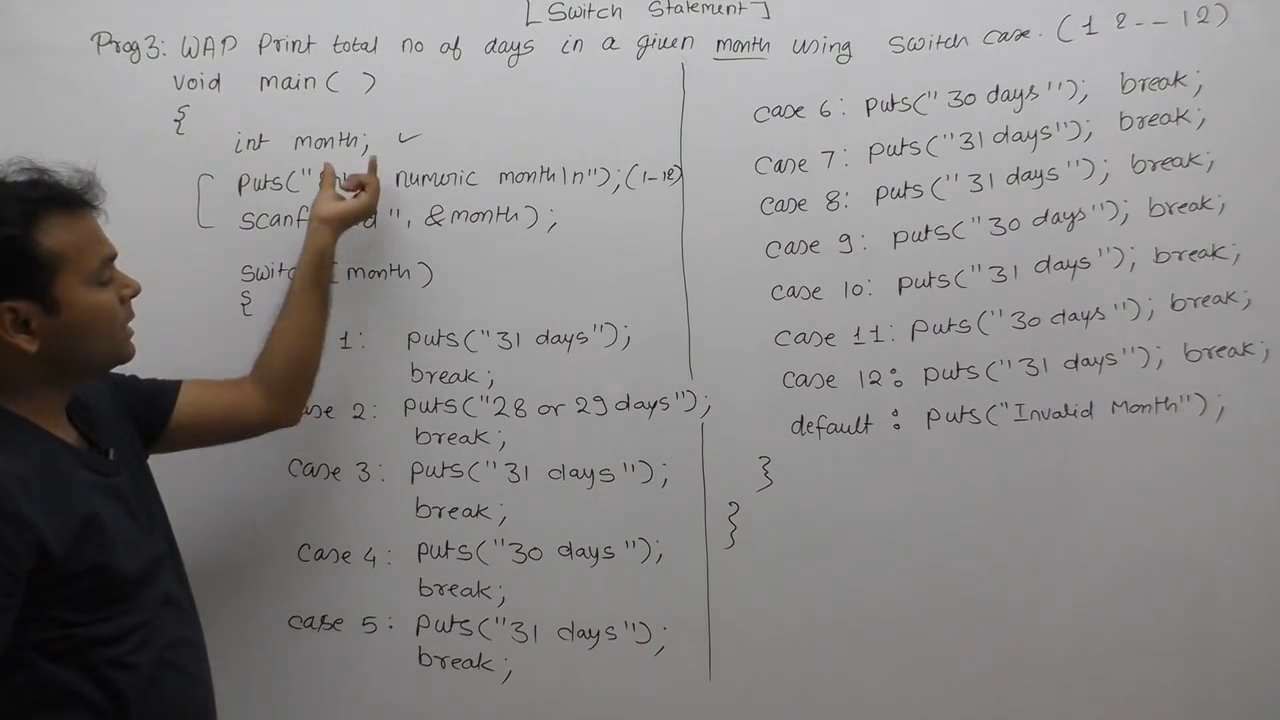 [ Switch Statement ]
Prog 3: WAP Print total no of days in a given month using Switch case. (1 2 -- 12)
void main( )
{
int month; ✓
puts(" numeric month\n"); (1-12)
scanf d", &month);
switc (month)
{
1: puts("31 days");
break;
ase 2: puts("28 or 29 days");
break;
case 3: puts("31 days");
break;
case 4: puts("30 days");
break;
case 5: puts("31 days");
break;
case 6: puts("30 days"); break;
case 7: puts("31 days"); break;
case 8: puts("31 days"); break;
case 9: puts("30 days"); break;
case 10: puts("31 days"); break;
case 11: puts("30 days"); break;
case 12: puts("31 days"); break;
default : puts("Invalid Month");
}
}